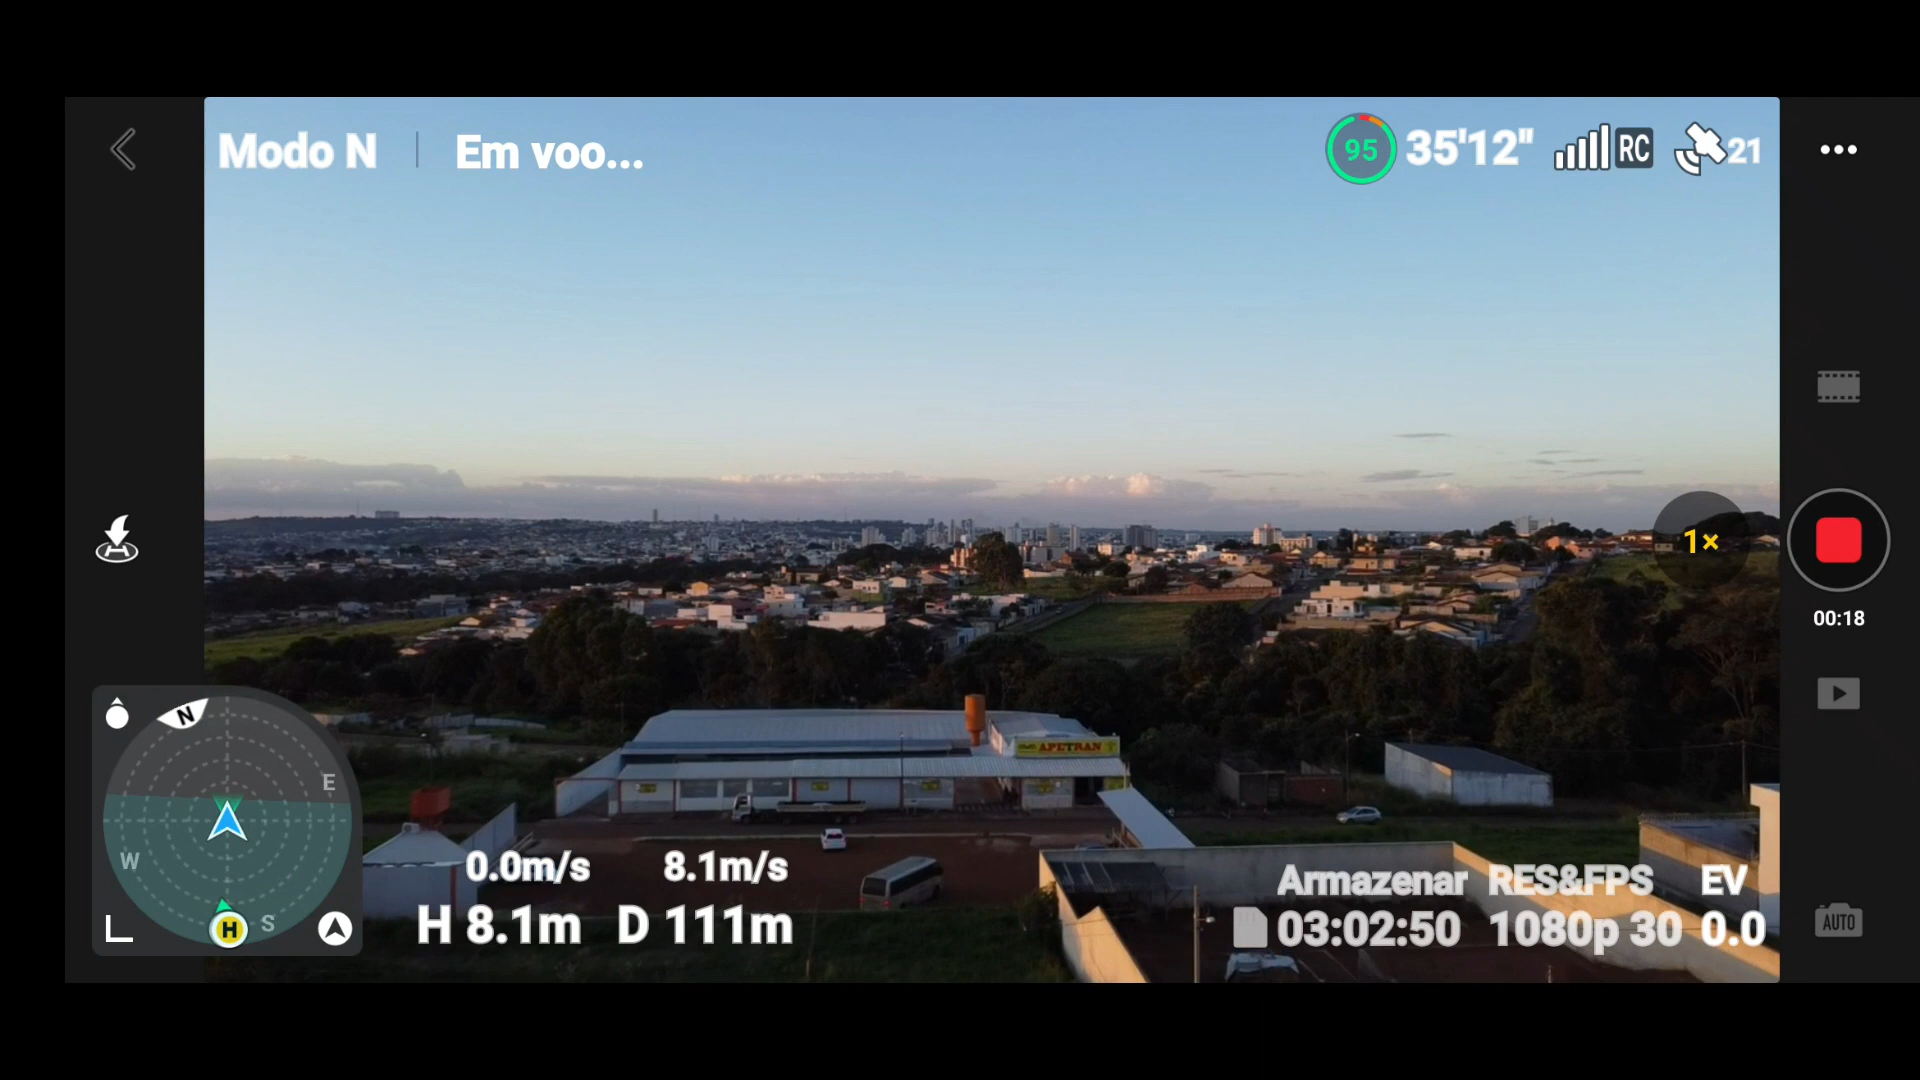 Modo N
Em voo...
95
35'12"
RC
21
1×
00:18
APETRAN
N
E
W
S
H
0.0m/s
8.1m/s
H 8.1m
D 111m
Armazenar
03:02:50
RES&FPS
1080p 30
EV
0.0
AUTO